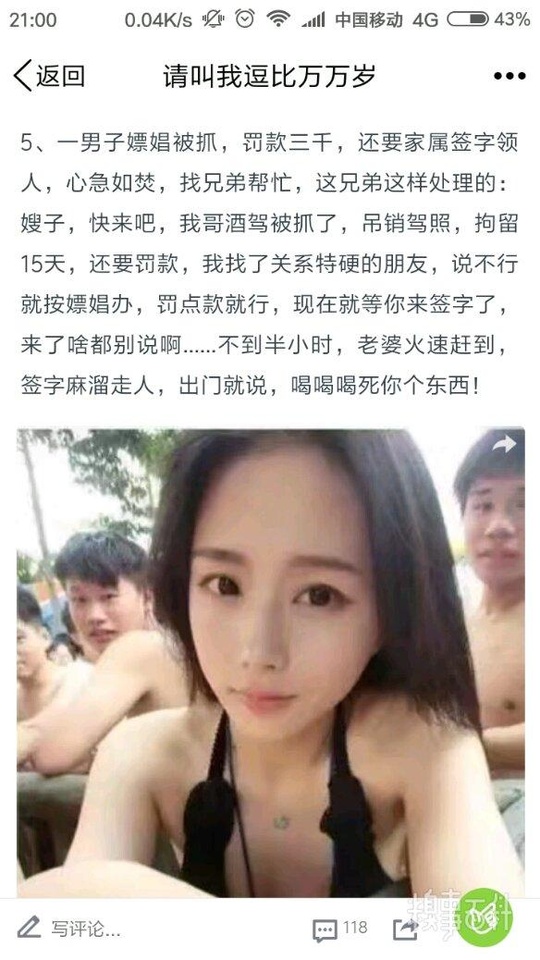 21:00
0.04K/s
中国移动 4G 43%
返回
请叫我逗比万万岁
5、一男子嫖娼被抓，罚款三千，还要家属签字领
人，心急如焚，找兄弟帮忙，这兄弟这样处理的：
嫂子，快来吧，我哥酒驾被抓了，吊销驾照，拘留
15天，还要罚款，我找了关系特硬的朋友，说不行
就按嫖娼办，罚点款就行，现在就等你来签字了，
来了啥都别说啊......不到半小时，老婆火速赶到，
签字麻溜走人，出门就说，喝喝喝死你个东西！
写评论...
118
糗事百科